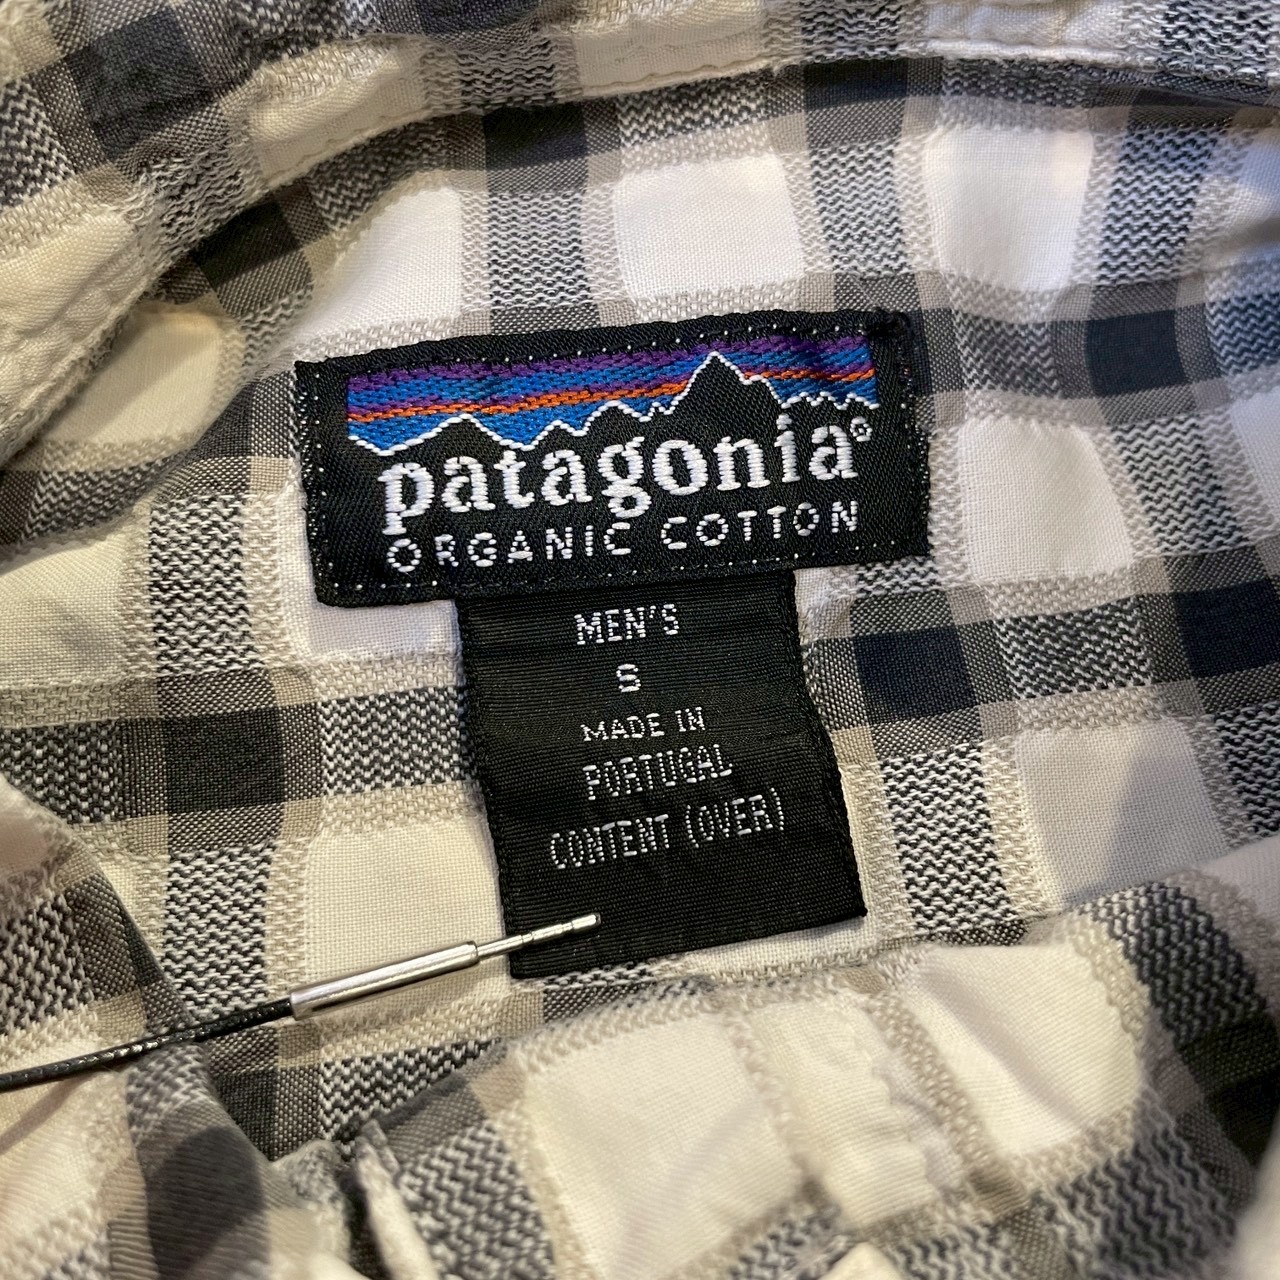 patagonia®
ORGANIC COTTON
MEN'S
S
MADE IN
PORTUGAL
CONTENT (OVER)